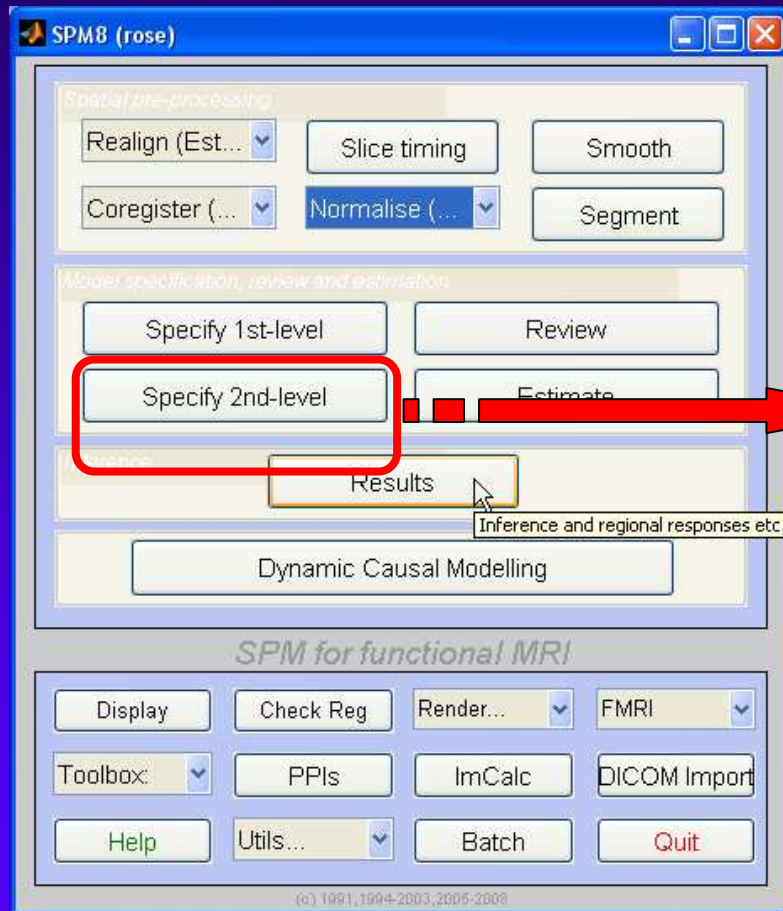 SPM8 (rose)
Spatial pre-processing
Realign (Est... Slice timing Smooth
Coregister (... Normalise (... Segment
Model specification, review and estimation
Specify 1st-level Review
Specify 2nd-level Estimate
Inference
Results
Inference and regional responses etc.
Dynamic Causal Modelling
SPM for functional MRI
Display Check Reg Render... FMRI
Toolbox: PPIs ImCalc DICOM Import
Help Utils... Batch Quit
(c) 1991,1994-2003,2005-2008